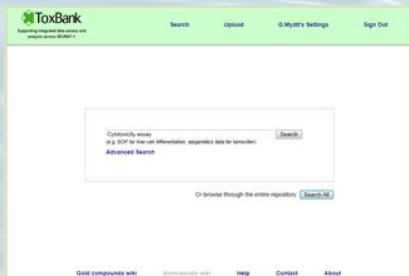 ToxBank
Supporting integrated data access and
analysis across SEURAT-1
Search
Upload
G.Myatt's Settings
Sign Out
Cytotoxicity assay
Search
(e.g. SOP for liver cell differentiation, epigenetics data for tamoxifen)
Advanced Search
Or browse through the entire repository
Search All
Gold compounds wiki
Biomaterials wiki
Help
Contact
About